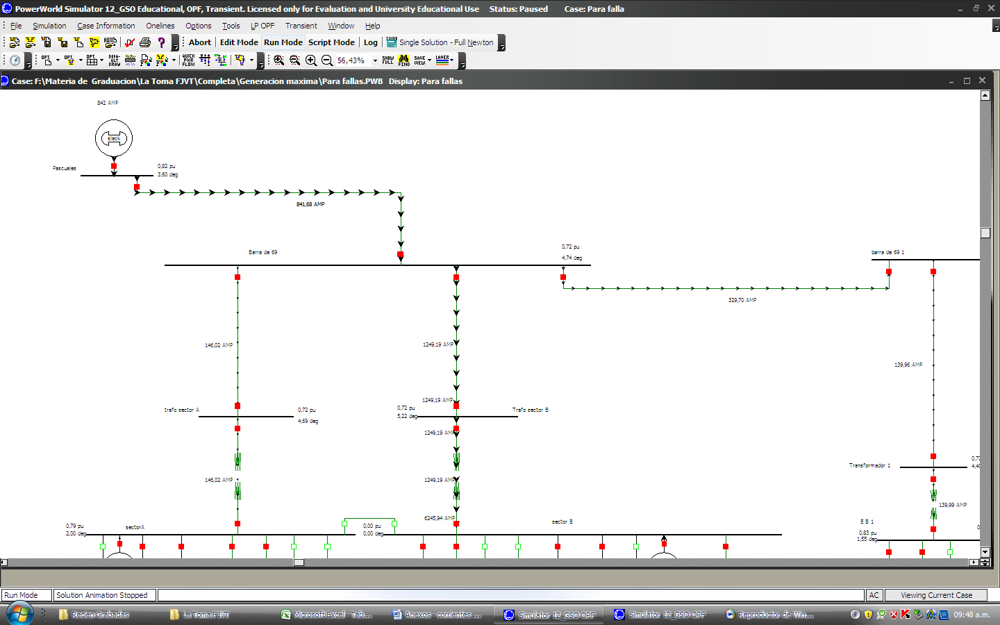 PowerWorld Simulator 12_GSO Educational, OPF, Transient. Licensed only for Evaluation and University Educational Use    Status: Paused    Case: Para falla
File Simulation Case Information Onelines Options Tools LP OPF Transient Window Help
Abort Edit Mode Run Mode Script Mode Log Single Solution - Full Newton
56,43%
Case: F:\Materia de Graduacion\La Toma FJVT\Completa\Generacion maxima\Para fallas.PWB   Display: Para fallas
842 AMP
slack
Pascuales
0,82 pu
3,60 deg
841,68 AMP
Barra de 69
0,72 pu
4,74 deg
barra de 69 1
329,70 AMP
146,02 AMP
1249,19 AMP
139,96 AMP
1249,19 AMP
trafo sector A
0,72 pu
4,69 deg
0,72 pu
5,22 deg
Trafo sector B
1249,19 AMP
Transformador 1
146,02 AMP
1249,19 AMP
139,99 AMP
6245,94 AMP
0,79 pu
2,00 deg
sectorA
0,00 pu
0,00 deg
sector B
E B 1
0,83 pu
1,55 deg
Run Mode
Solution Animation Stopped
AC
Viewing Current Case
Recien Grabadas
La Toma FJVT
Microsoft Excel - Tab...
Anexos - corrientes ...
Simulator 12_GSO OPF
Simulator 12_GSO OPF
Reproductor de Win...
09:48 a.m.